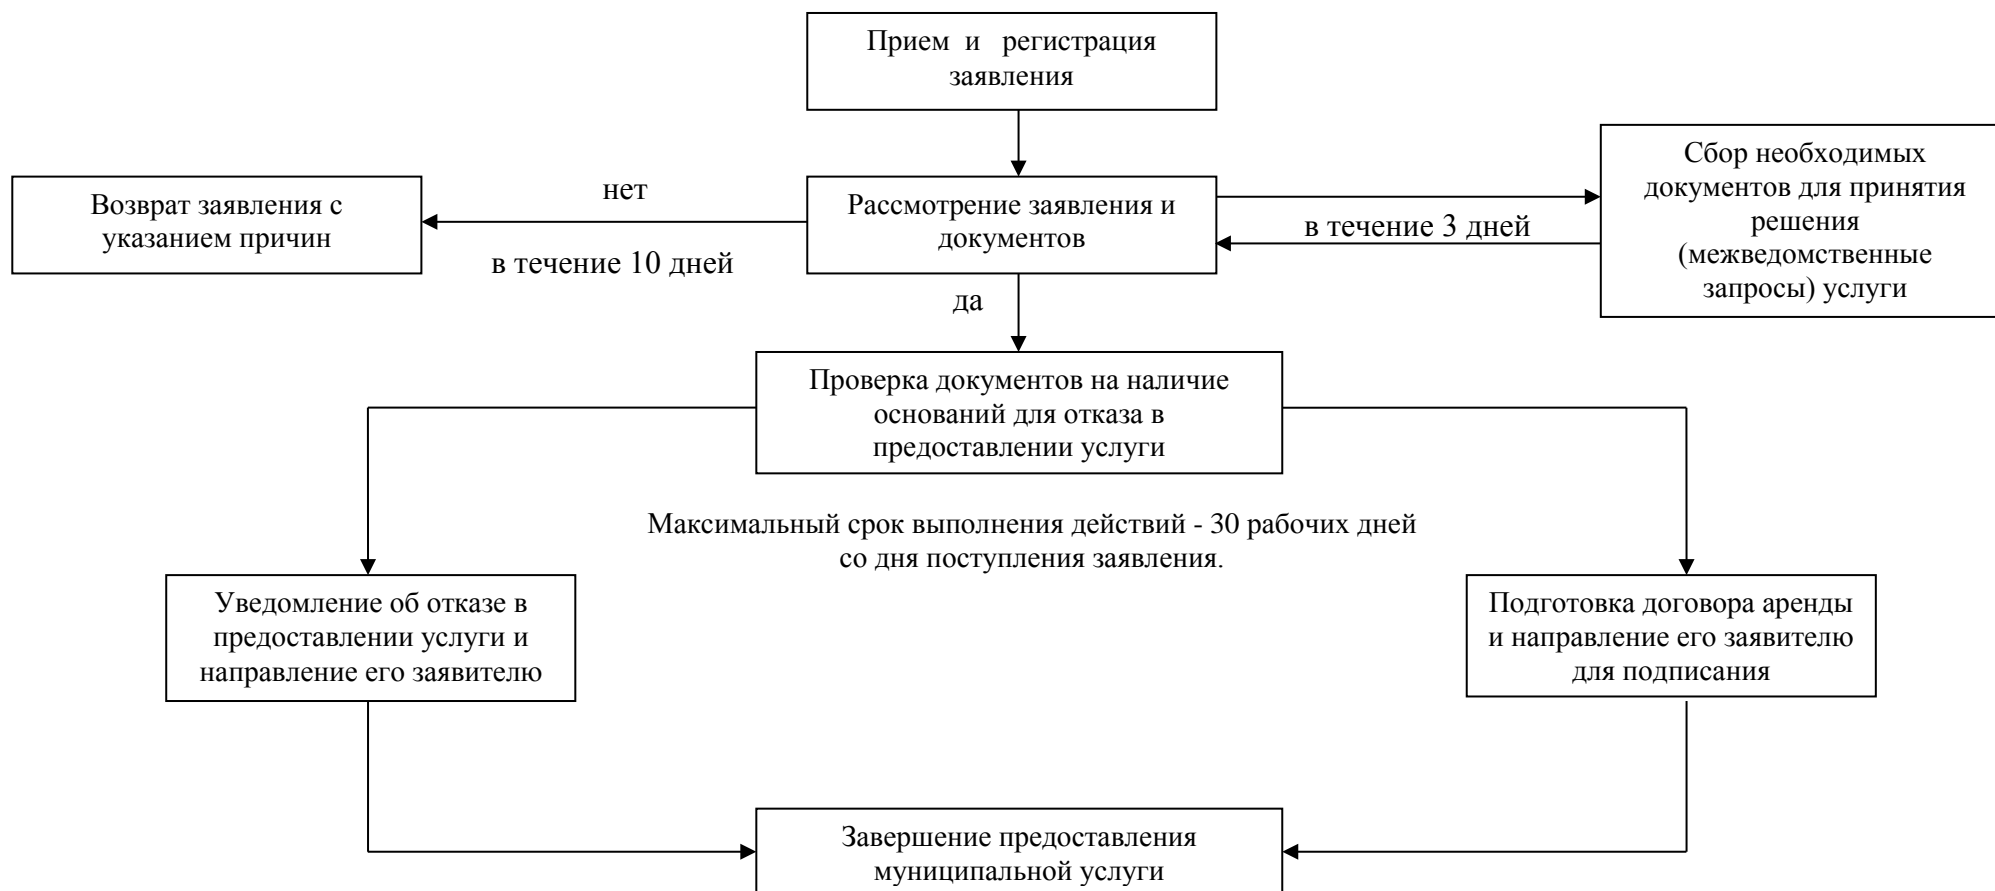 Прием и регистрация
заявления
Возврат заявления с
указанием причин
нет
в течение 10 дней
Рассмотрение заявления и
документов
в течение 3 дней
Сбор необходимых
документов для принятия
решения
(межведомственные
запросы) услуги
да
Проверка документов на наличие
оснований для отказа в
предоставлении услуги
Максимальный срок выполнения действий - 30 рабочих дней
со дня поступления заявления.
Уведомление об отказе в
предоставлении услуги и
направление его заявителю
Подготовка договора аренды
и направление его заявителю
для подписания
Завершение предоставления
муниципальной услуги